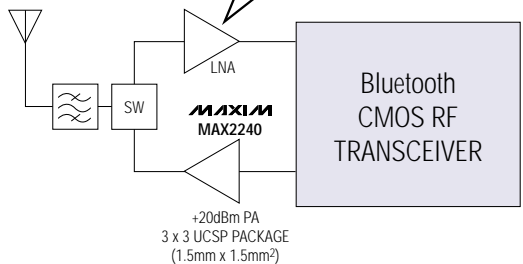 LNA
SW
MAXIM
MAX2240
+20dBm PA
3 x 3 UCSP PACKAGE
(1.5mm x 1.5mm²)
Bluetooth
CMOS RF
TRANSCEIVER